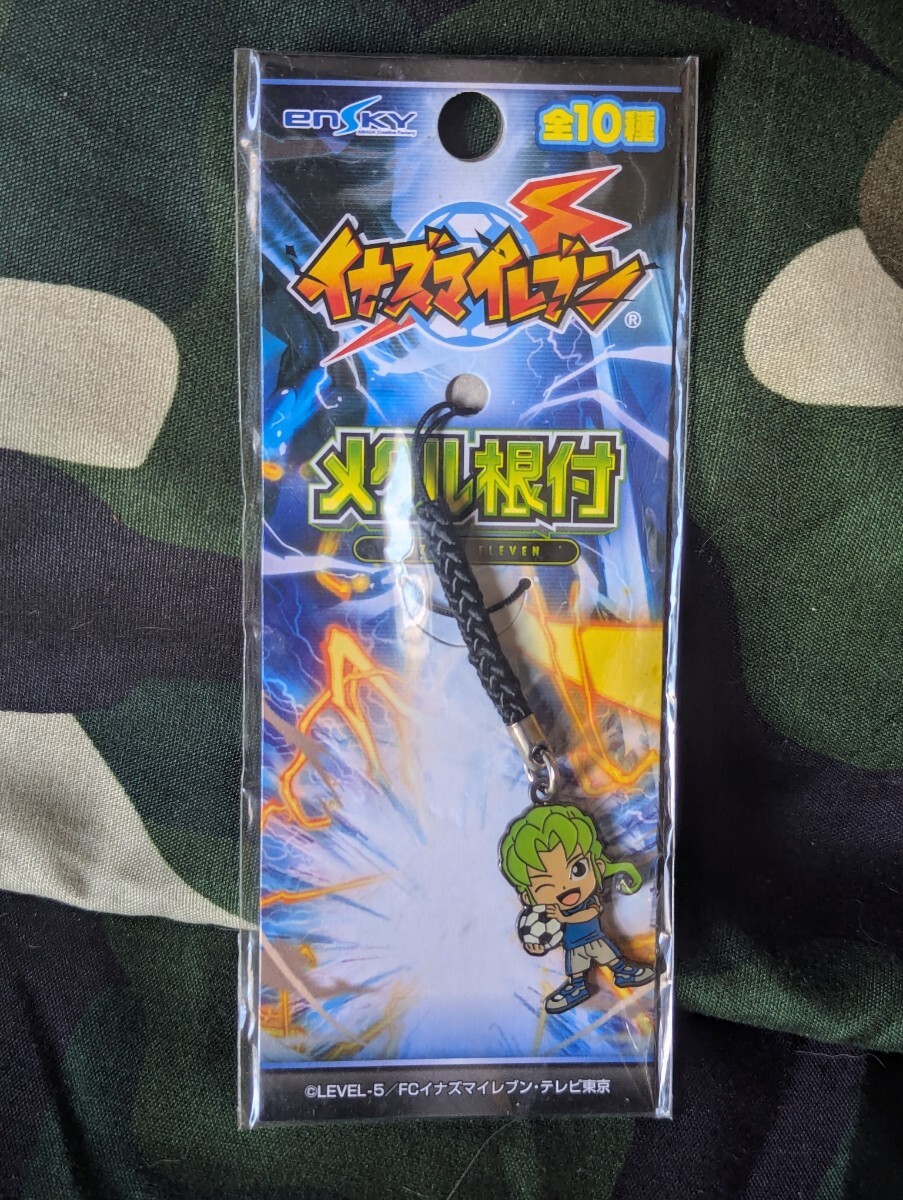 ensky
全10種
イナズマイレブン
®
メタル根付
ELEVEN
©LEVEL-5／FCイナズマイレブン・テレビ東京